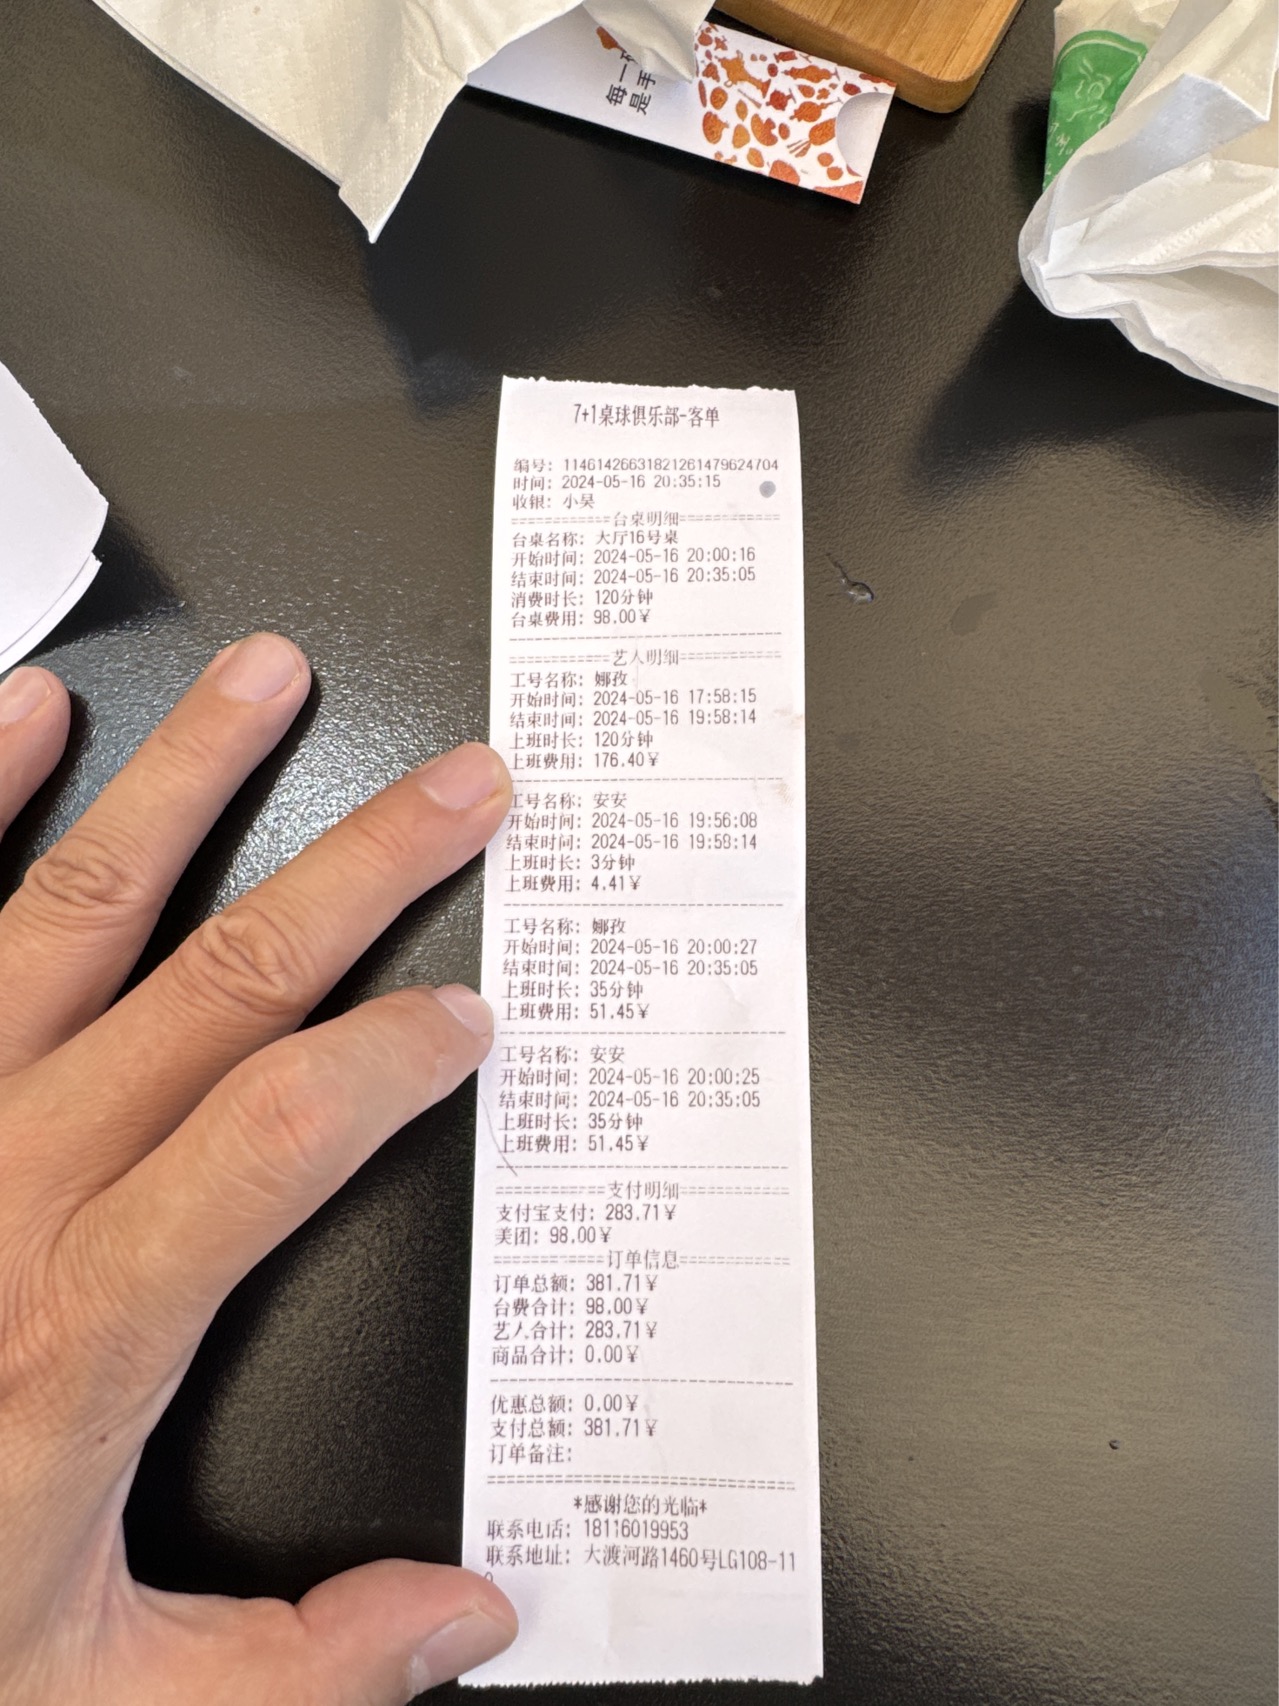 每一
是手
7+1桌球俱乐部-客单
编号: 11461426631821261479624704
时间: 2024-05-16 20:35:15
收银: 小昊
===========台桌明细===========
台桌名称: 大厅16号桌
开始时间: 2024-05-16 20:00:16
结束时间: 2024-05-16 20:35:05
消费时长: 120分钟
台桌费用: 98.00¥
===========艺人明细===========
工号名称: 娜孜
开始时间: 2024-05-16 17:58:15
结束时间: 2024-05-16 19:58:14
上班时长: 120分钟
上班费用: 176.40¥
工号名称: 安安
开始时间: 2024-05-16 19:56:08
结束时间: 2024-05-16 19:58:14
上班时长: 3分钟
上班费用: 4.41¥
工号名称: 娜孜
开始时间: 2024-05-16 20:00:27
结束时间: 2024-05-16 20:35:05
上班时长: 35分钟
上班费用: 51.45¥
工号名称: 安安
开始时间: 2024-05-16 20:00:25
结束时间: 2024-05-16 20:35:05
上班时长: 35分钟
上班费用: 51.45¥
===========支付明细===========
支付宝支付: 283.71¥
美团: 98.00¥
===========订单信息===========
订单总额: 381.71¥
台费合计: 98.00¥
艺人合计: 283.71¥
商品合计: 0.00¥
优惠总额: 0.00¥
支付总额: 381.71¥
订单备注:
*感谢您的光临*
联系电话: 18116019953
联系地址: 大渡河路1460号LG108-11